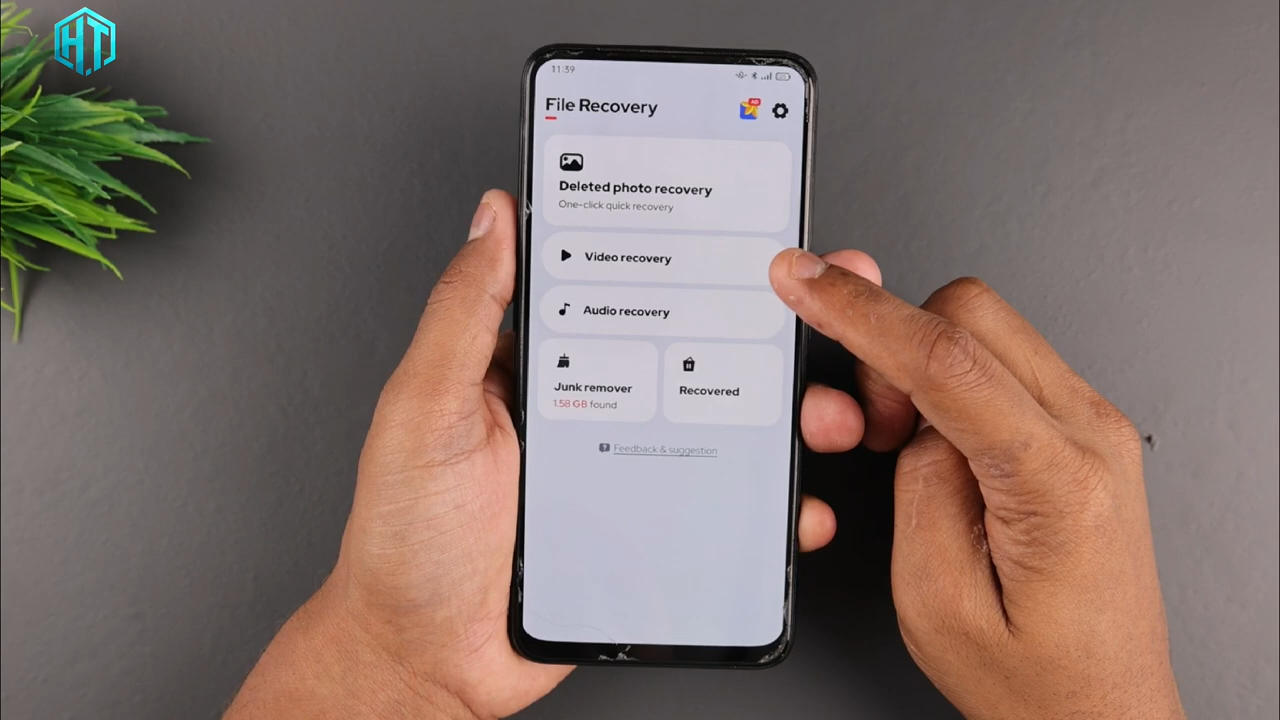 H.T
11:39
File Recovery
AD
Deleted photo recovery
One-click quick recovery
Video recovery
Audio recovery
Junk remover
1.58 GB found
Recovered
Feedback & suggestion